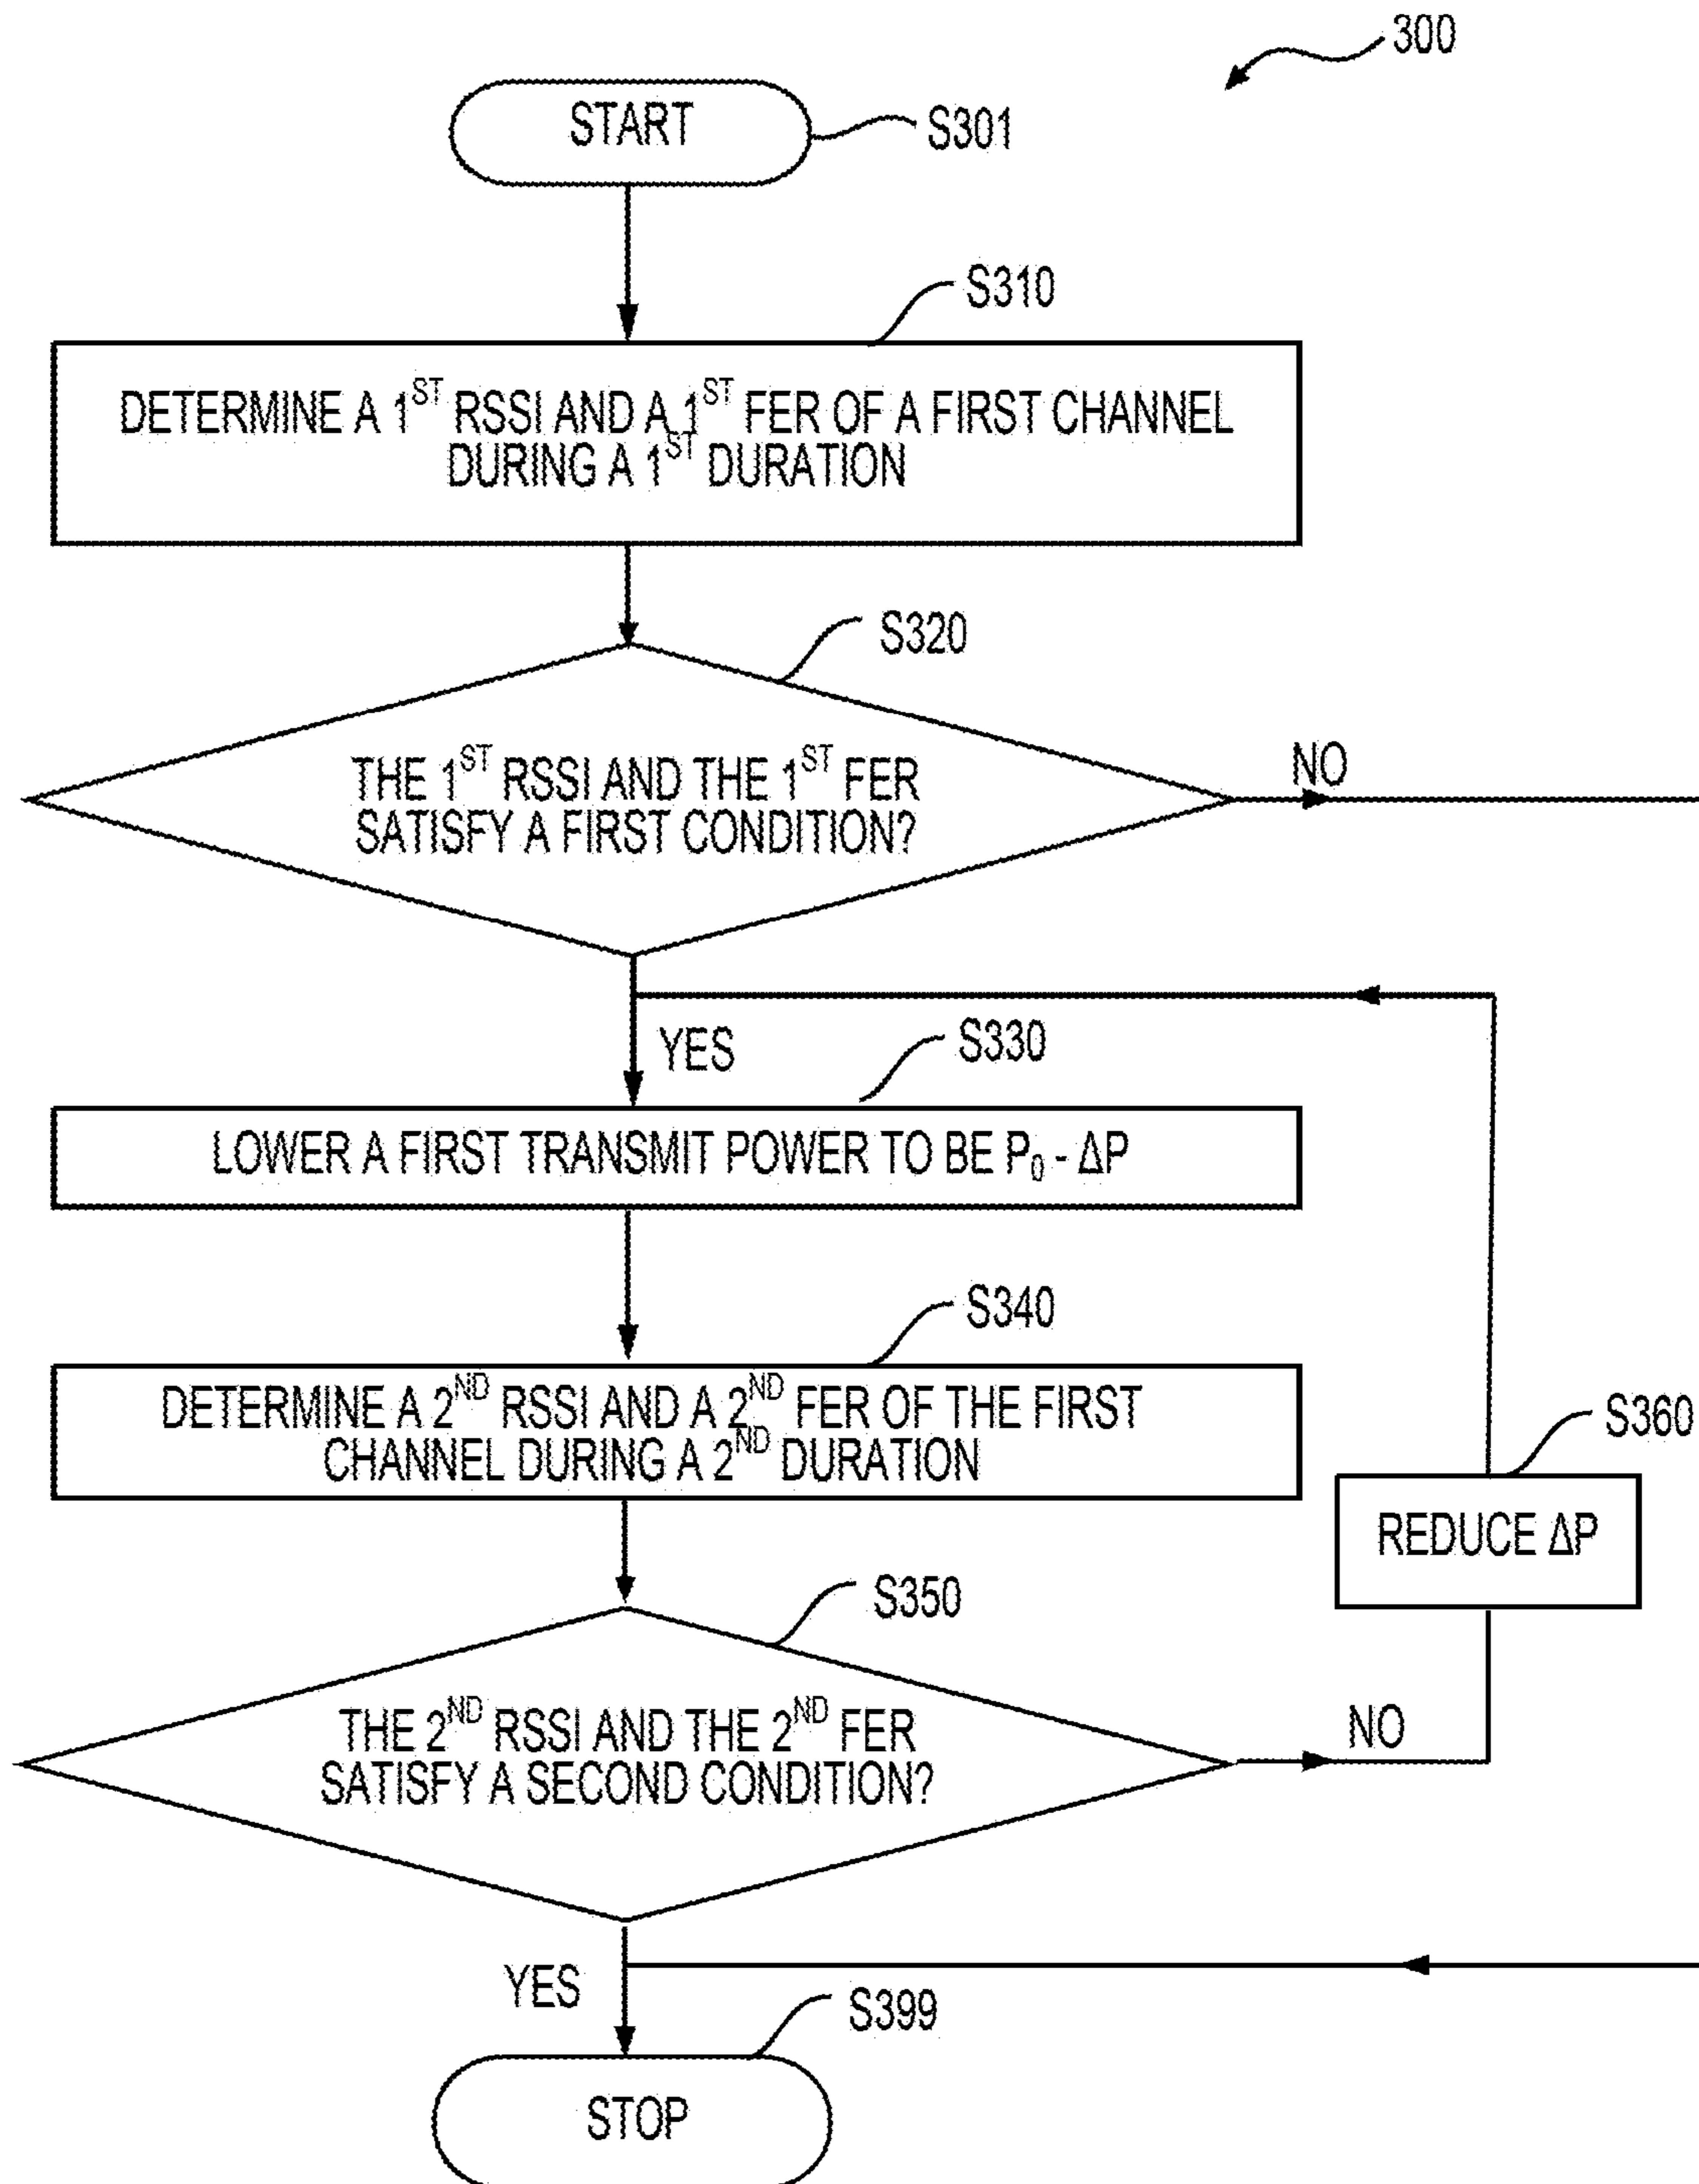 300
START
S301
S310
DETERMINE A 1ST RSSI AND A 1ST FER OF A FIRST CHANNEL
DURING A 1ST DURATION
S320
THE 1ST RSSI AND THE 1ST FER
SATISFY A FIRST CONDITION?
NO
YES
S330
LOWER A FIRST TRANSMIT POWER TO BE P0 - ΔP
S340
DETERMINE A 2ND RSSI AND A 2ND FER OF THE FIRST
CHANNEL DURING A 2ND DURATION
S360
REDUCE ΔP
S350
THE 2ND RSSI AND THE 2ND FER
SATISFY A SECOND CONDITION?
NO
YES
S399
STOP